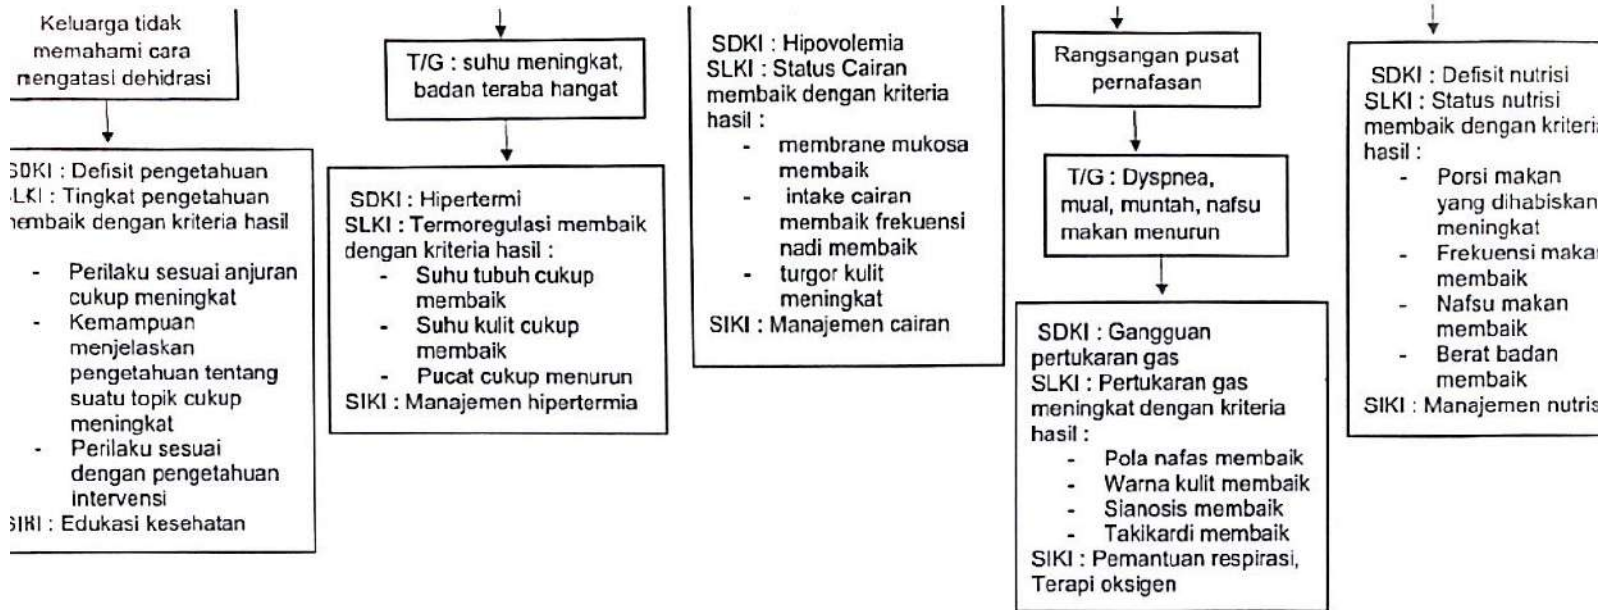 Keluarga tidak
memahami cara
mengatasi dehidrasi
SDKI : Defisit pengetahuan
SLKI : Tingkat pengetahuan
membaik dengan kriteria hasil
- Perilaku sesuai anjuran
cukup meningkat
- Kemampuan
menjelaskan
pengetahuan tentang
suatu topik cukup
meningkat
- Perilaku sesuai
dengan pengetahuan
intervensi
SIKI : Edukasi kesehatan
T/G : suhu meningkat,
badan teraba hangat
SDKI : Hipertermi
SLKI : Termoregulasi membaik
dengan kriteria hasil :
- Suhu tubuh cukup
membaik
- Suhu kulit cukup
membaik
- Pucat cukup menurun
SIKI : Manajemen hipertermia
SDKI : Hipovolemia
SLKI : Status Cairan
membaik dengan kriteria
hasil :
- membrane mukosa
membaik
- intake cairan
membaik frekuensi
nadi membaik
- turgor kulit
meningkat
SIKI : Manajemen cairan
Rangsangan pusat
pernafasan
T/G : Dyspnea,
mual, muntah, nafsu
makan menurun
SDKI : Gangguan
pertukaran gas
SLKI : Pertukaran gas
meningkat dengan kriteria
hasil :
- Pola nafas membaik
- Warna kulit membaik
- Sianosis membaik
- Takikardi membaik
SIKI : Pemantuan respirasi,
Terapi oksigen
SDKI : Defisit nutrisi
SLKI : Status nutrisi
membaik dengan kriteria
hasil :
- Porsi makan
yang dihabiskan
meningkat
- Frekuensi makan
membaik
- Nafsu makan
membaik
- Berat badan
membaik
SIKI : Manajemen nutrisi